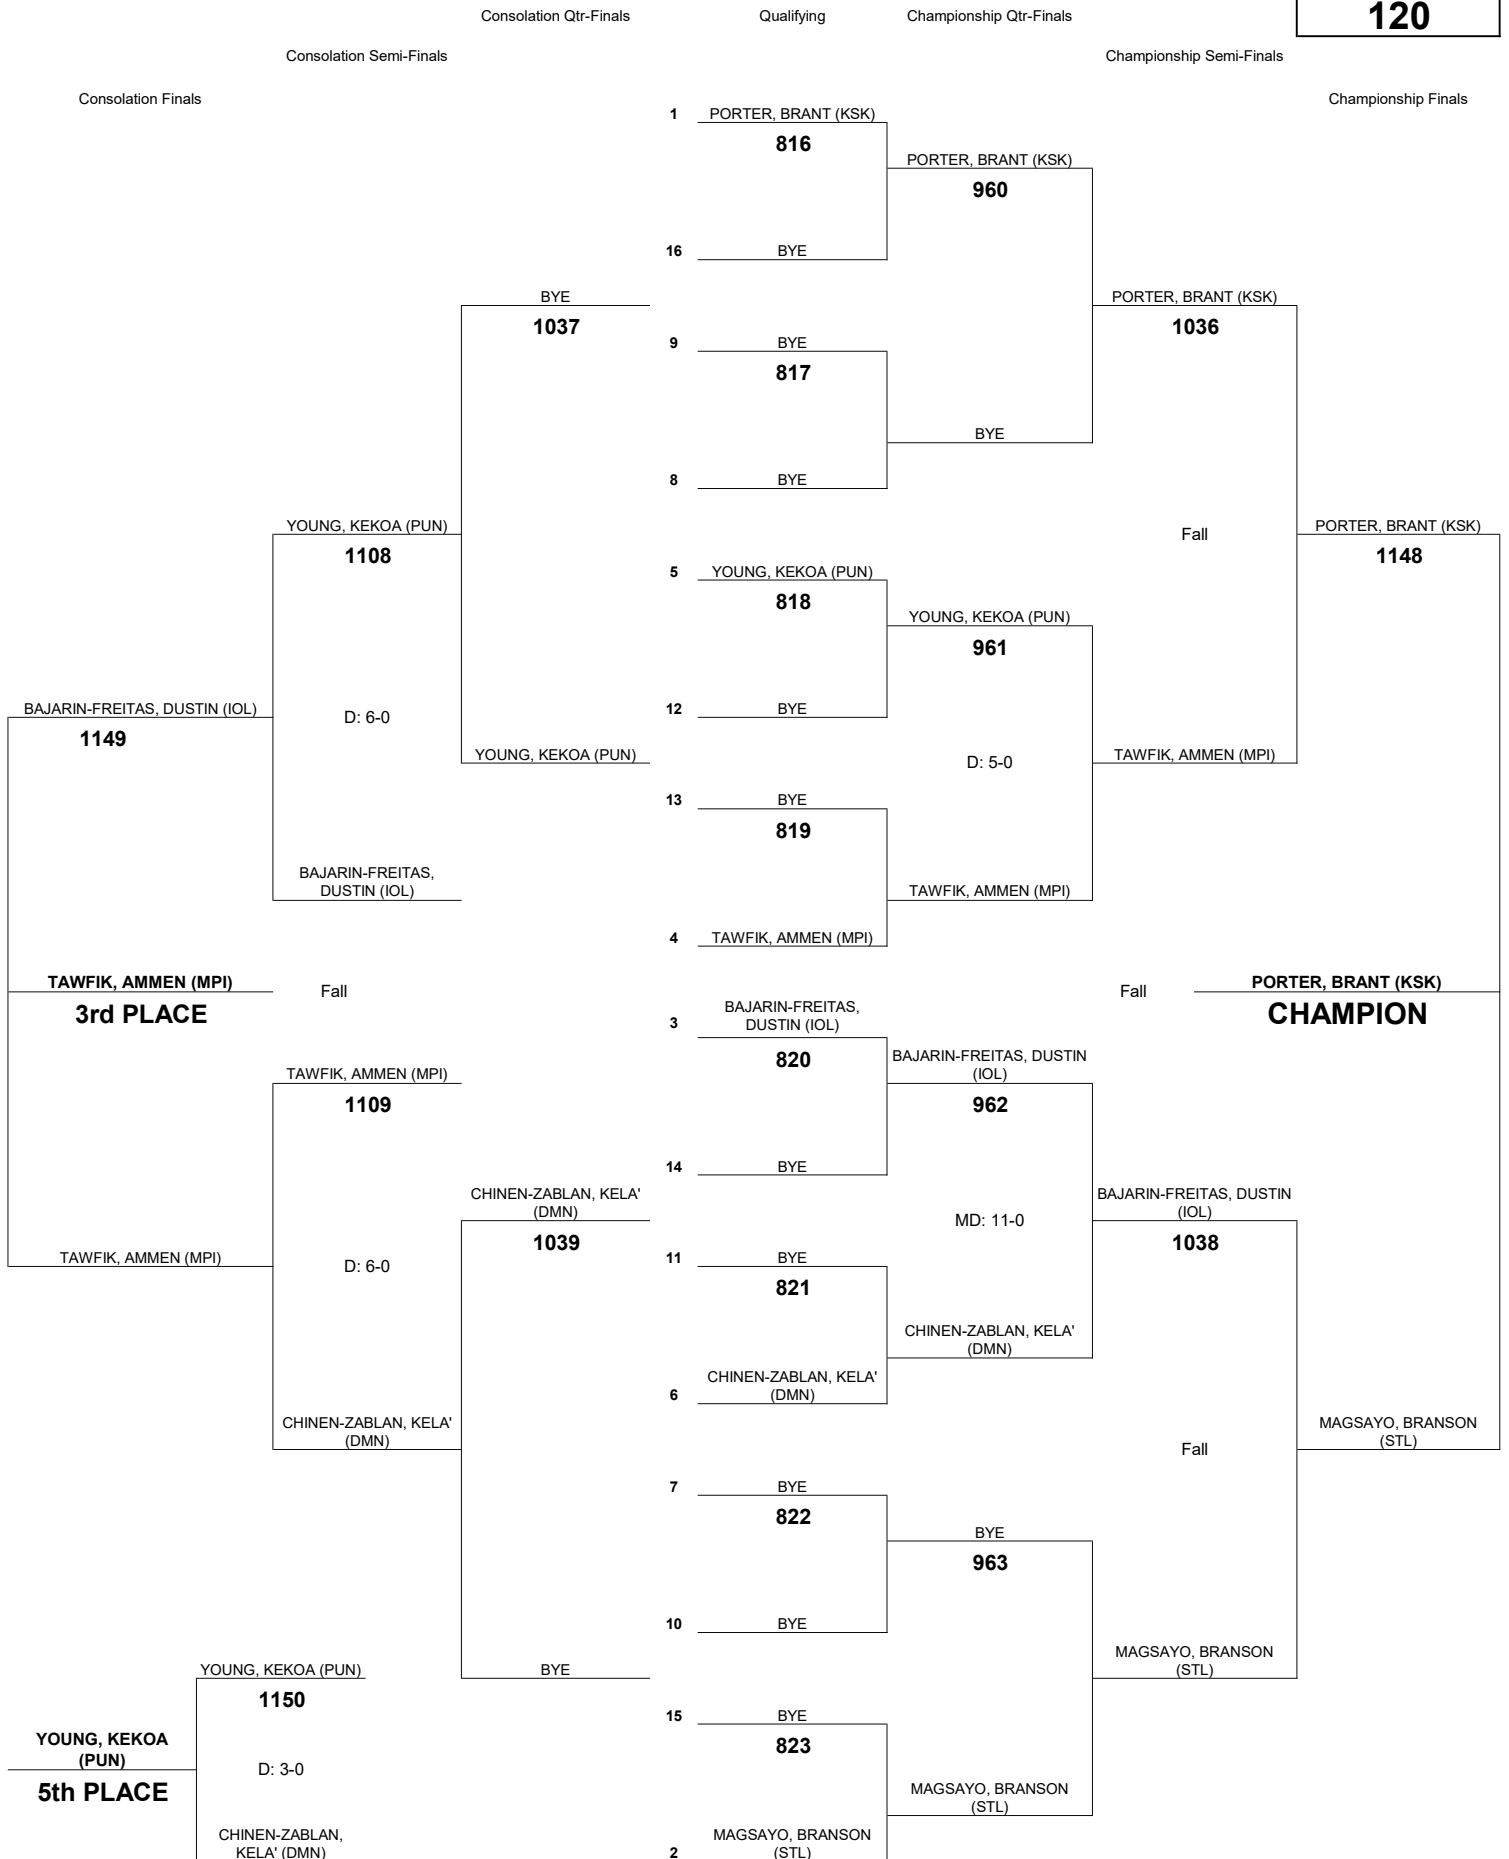 Consolation Qtr-Finals
Qualifying
Championship Qtr-Finals
120
Consolation Semi-Finals
Championship Semi-Finals
Consolation Finals
Championship Finals
1
PORTER, BRANT (KSK)
816
PORTER, BRANT (KSK)
960
16
BYE
BYE
1037
PORTER, BRANT (KSK)
1036
9
BYE
817
BYE
8
BYE
YOUNG, KEKOA (PUN)
1108
Fall
PORTER, BRANT (KSK)
1148
5
YOUNG, KEKOA (PUN)
818
YOUNG, KEKOA (PUN)
961
BAJARIN-FREITAS, DUSTIN (IOL)
1149
D: 6-0
12
BYE
YOUNG, KEKOA (PUN)
D: 5-0
TAWFIK, AMMEN (MPI)
13
BYE
819
BAJARIN-FREITAS,
DUSTIN (IOL)
TAWFIK, AMMEN (MPI)
4
TAWFIK, AMMEN (MPI)
TAWFIK, AMMEN (MPI)
3rd PLACE
Fall
Fall
PORTER, BRANT (KSK)
CHAMPION
3
BAJARIN-FREITAS,
DUSTIN (IOL)
820
BAJARIN-FREITAS, DUSTIN
(IOL)
962
TAWFIK, AMMEN (MPI)
1109
14
BYE
CHINEN-ZABLAN, KELA'
(DMN)
1039
MD: 11-0
BAJARIN-FREITAS, DUSTIN
(IOL)
1038
TAWFIK, AMMEN (MPI)
D: 6-0
11
BYE
821
CHINEN-ZABLAN, KELA'
(DMN)
6
CHINEN-ZABLAN, KELA'
(DMN)
CHINEN-ZABLAN, KELA'
(DMN)
Fall
MAGSAYO, BRANSON
(STL)
7
BYE
822
BYE
963
10
BYE
YOUNG, KEKOA (PUN)
1150
BYE
MAGSAYO, BRANSON
(STL)
15
BYE
823
YOUNG, KEKOA
(PUN)
5th PLACE
D: 3-0
MAGSAYO, BRANSON
(STL)
CHINEN-ZABLAN,
KELA' (DMN)
2
MAGSAYO, BRANSON
(STL)